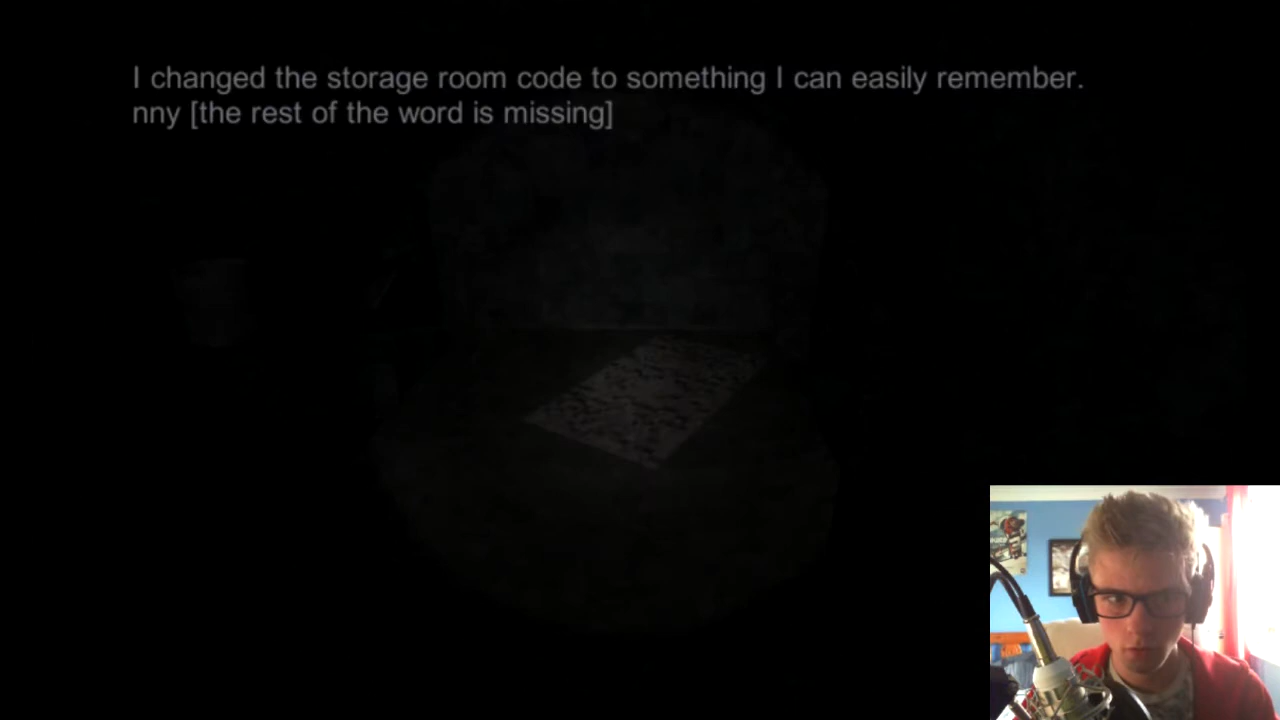 I changed the storage room code to something I can easily remember.
nny [the rest of the word is missing]